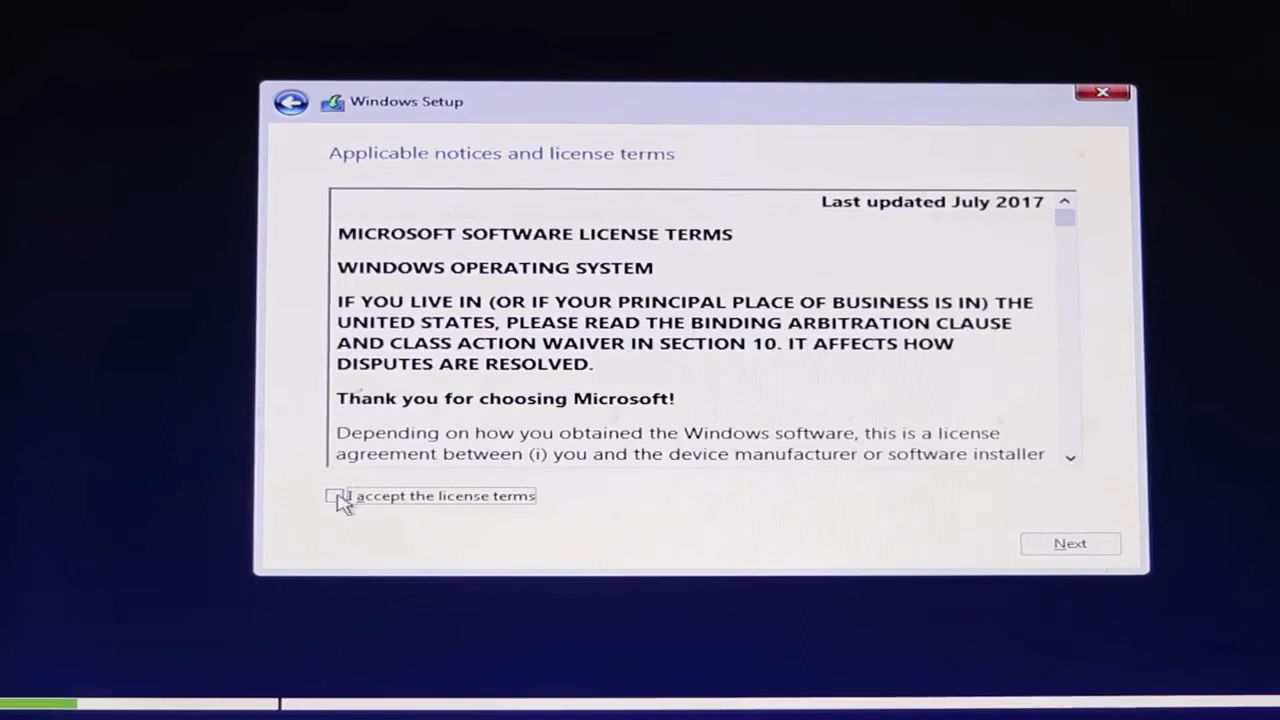 Windows Setup
Applicable notices and license terms
Last updated July 2017
MICROSOFT SOFTWARE LICENSE TERMS
WINDOWS OPERATING SYSTEM
IF YOU LIVE IN (OR IF YOUR PRINCIPAL PLACE OF BUSINESS IS IN) THE
UNITED STATES, PLEASE READ THE BINDING ARBITRATION CLAUSE
AND CLASS ACTION WAIVER IN SECTION 10. IT AFFECTS HOW
DISPUTES ARE RESOLVED.
Thank you for choosing Microsoft!
Depending on how you obtained the Windows software, this is a license
agreement between (i) you and the device manufacturer or software installer
I accept the license terms
Next